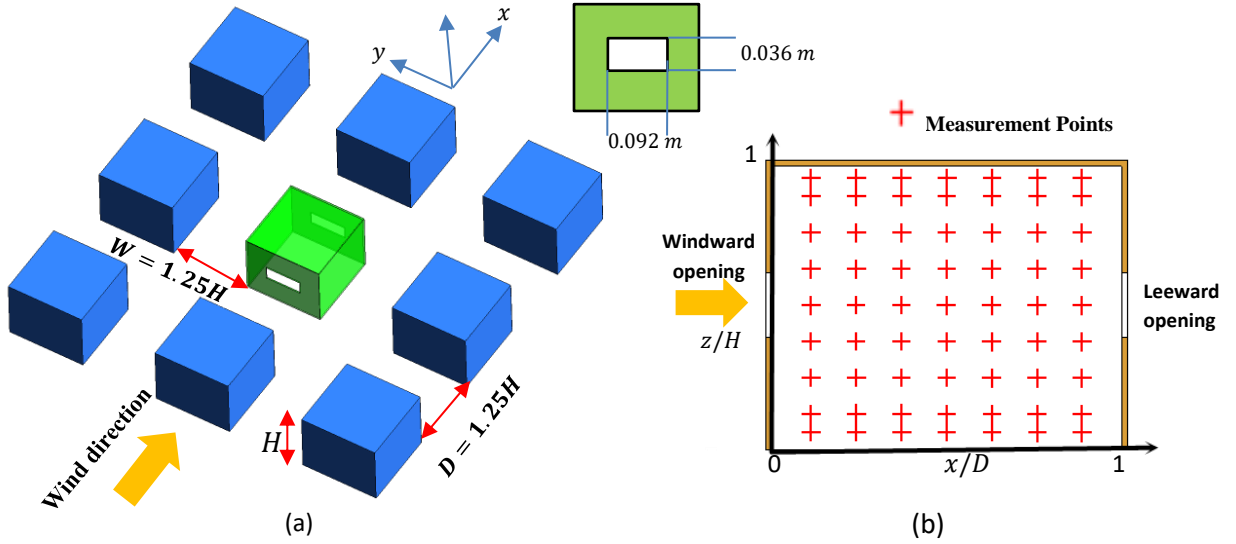 x
y
W = 1.25H
H
D = 1.25H
Wind direction
(a)
0.036 m
0.092 m
Measurement Points
1
Windward
opening
z/H
Leeward
opening
0
x/D
1
(b)